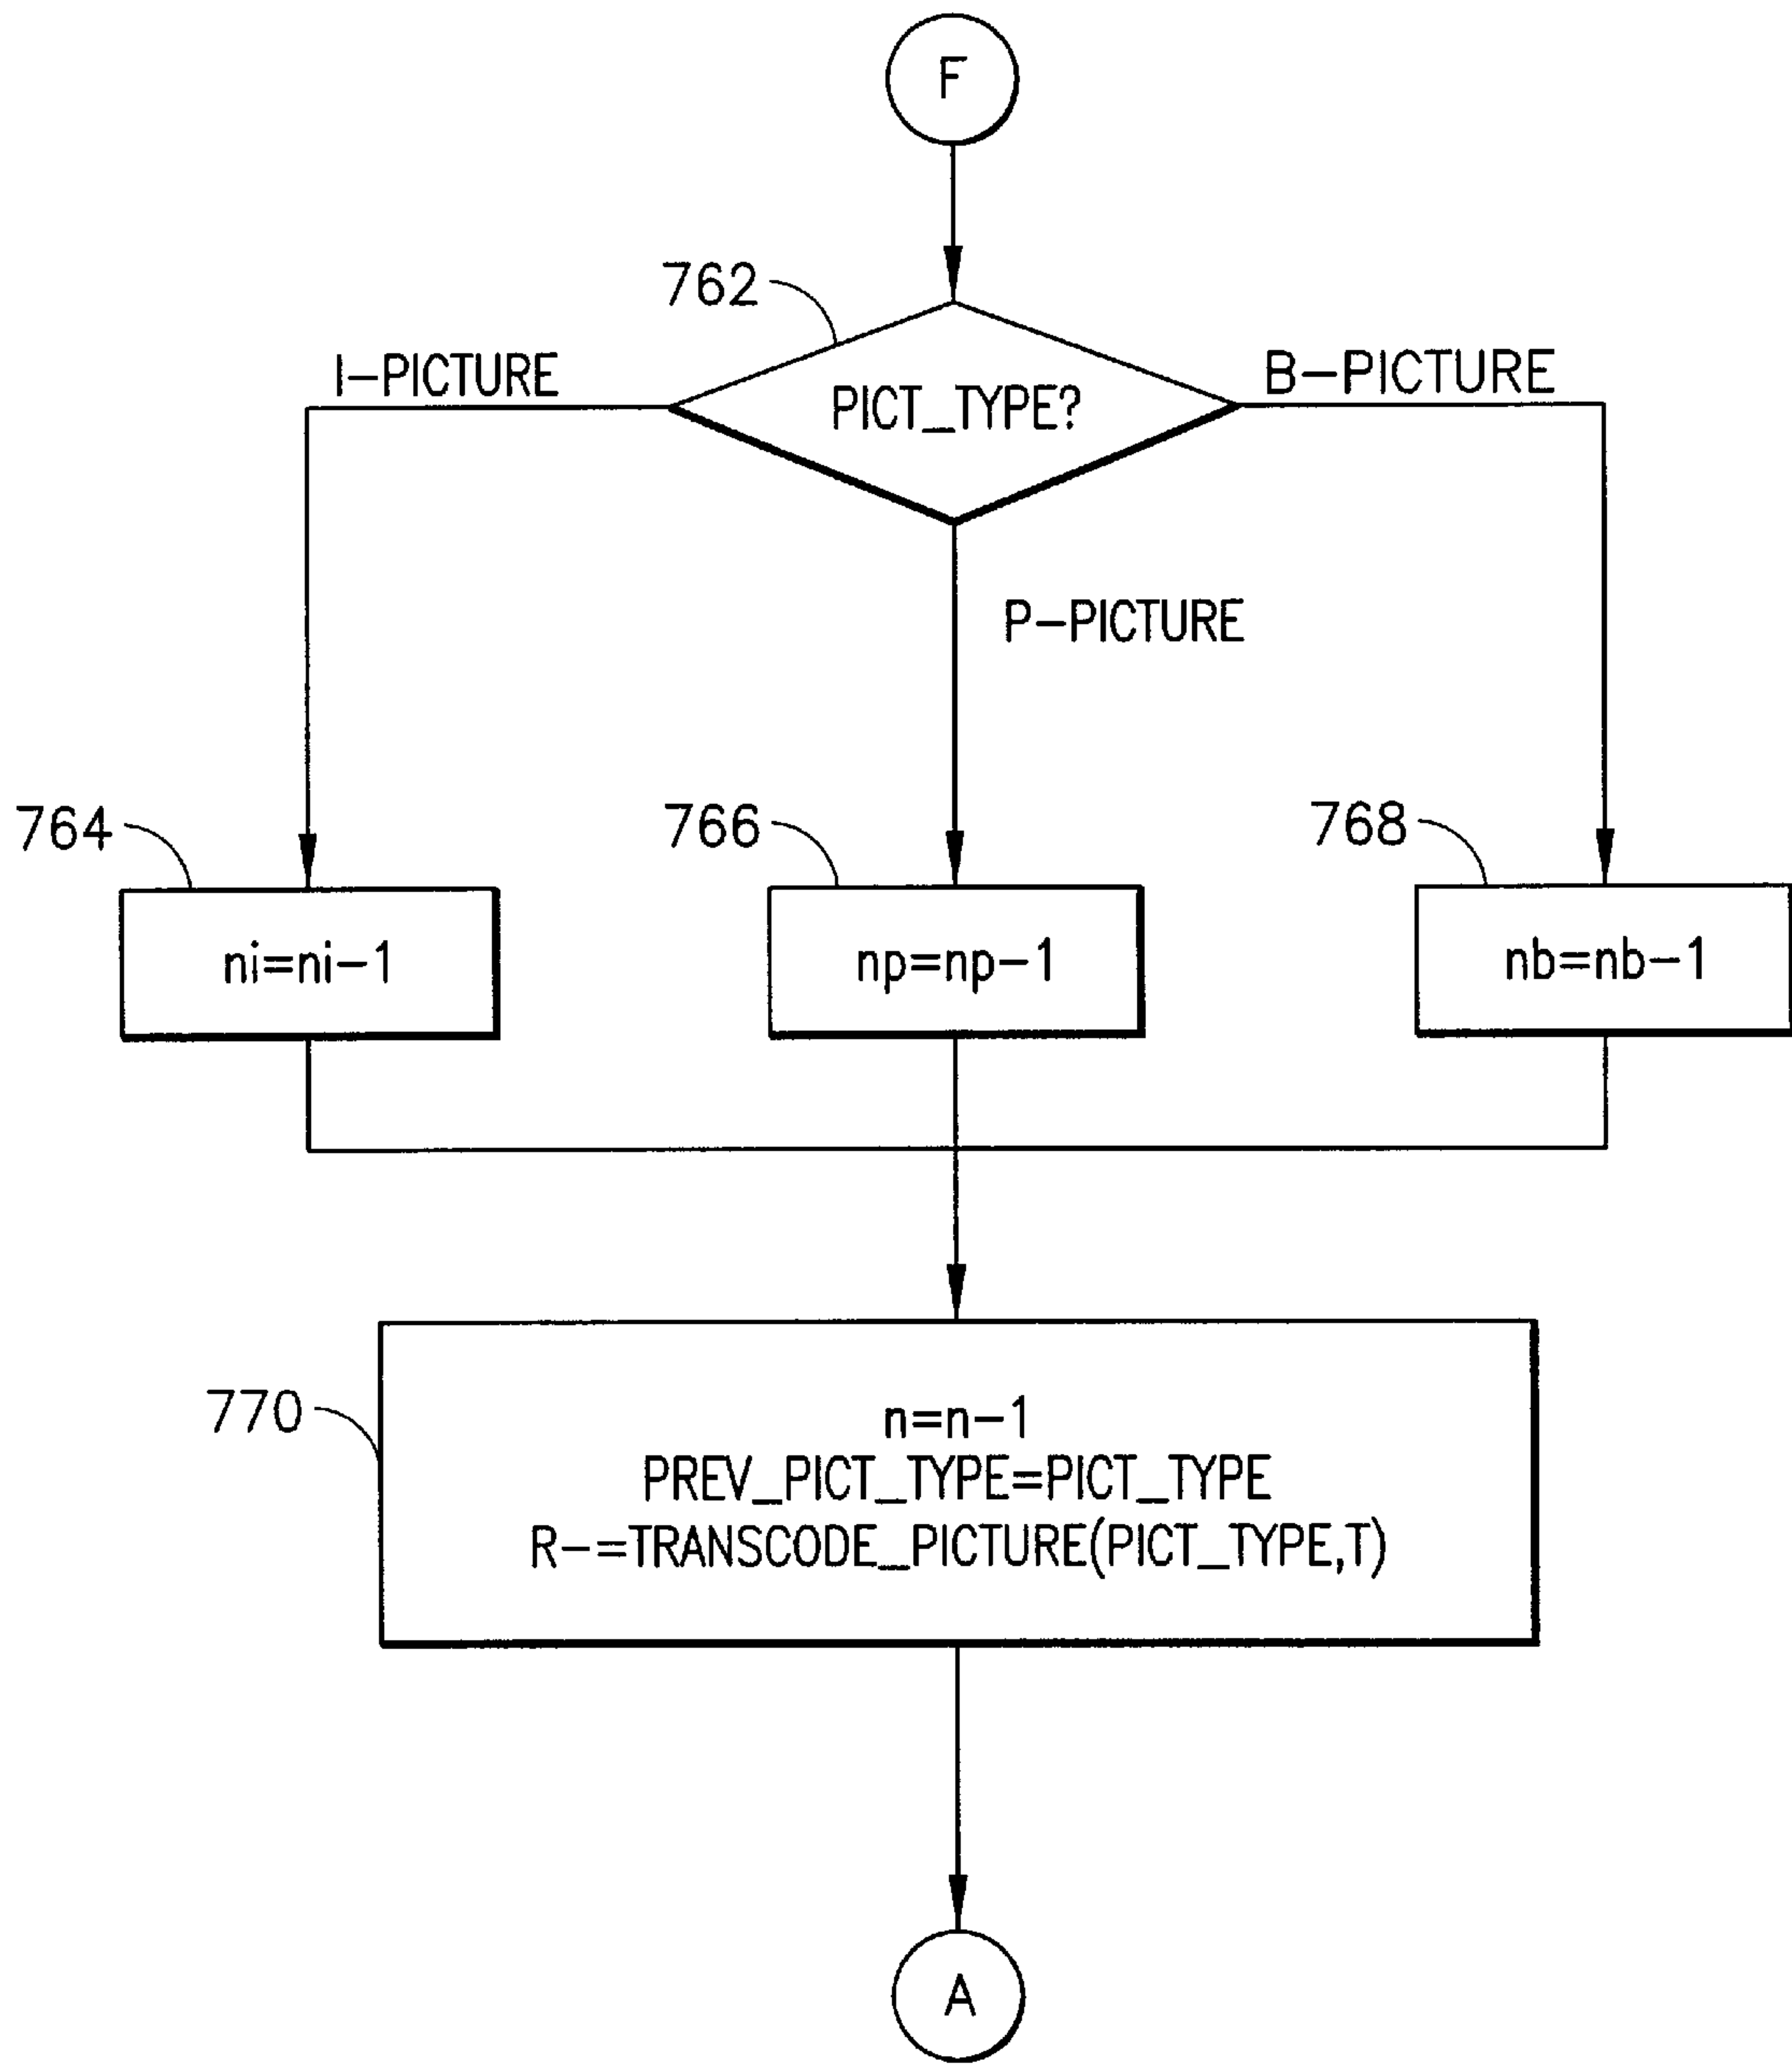 F
762
I-PICTURE
PICT_TYPE?
B-PICTURE
P-PICTURE
764
766
768
ni=ni-1
np=np-1
nb=nb-1
770
n=n-1
PREV_PICT_TYPE=PICT_TYPE
R-=TRANSCODE_PICTURE(PICT_TYPE,T)
A